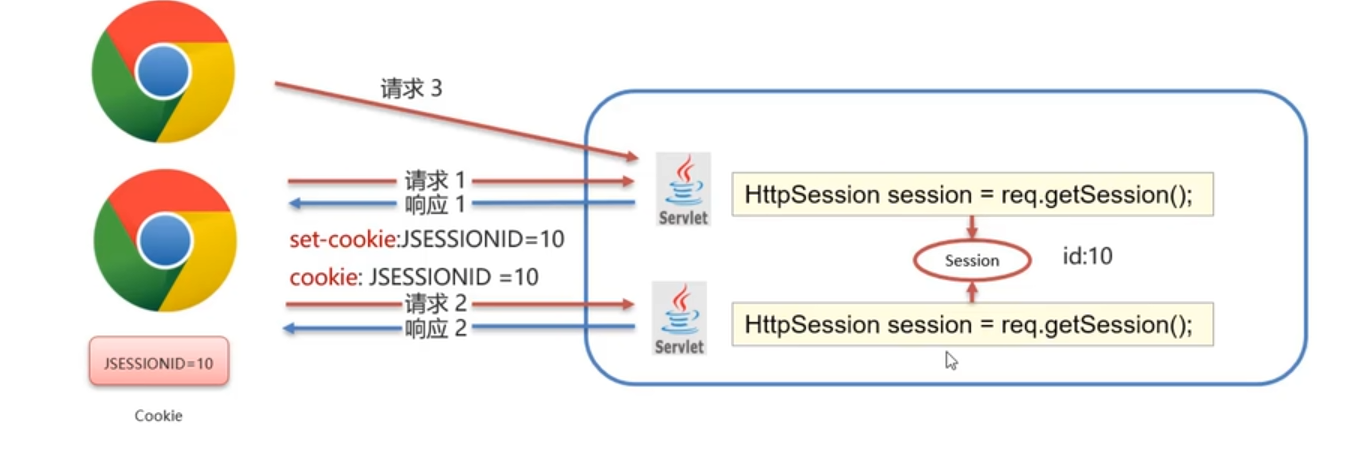 请求 3
请求 1
响应 1
set-cookie:JSESSIONID=10
cookie: JSESSIONID =10
请求 2
响应 2
Servlet
HttpSession session = req.getSession();
Session
id:10
Servlet
HttpSession session = req.getSession();
JSESSIONID=10
Cookie